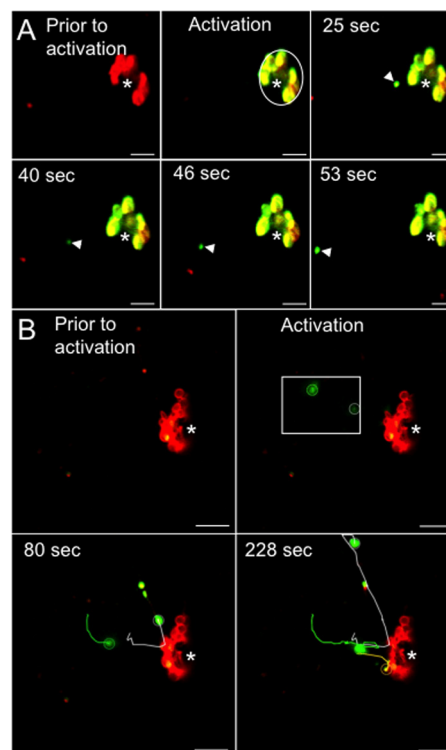 A
Prior to
activation
Activation
25 sec
*
*
*
40 sec
46 sec
53 sec
*
*
*
B
Prior to
activation
Activation
*
*
80 sec
228 sec
*
*